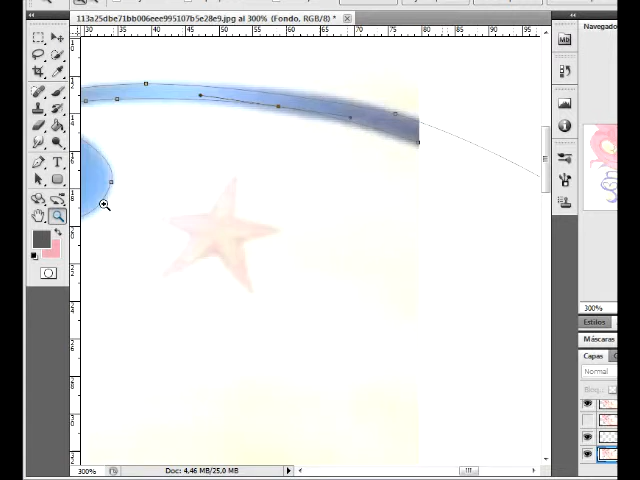 113a25dbe71bb006eee995107b5e28e9.jpg al 300% (Fondo, RGB/8) *
30 35 40 45 50 55 60 65 70 75 80 85 90 95
Navegado
300%
Estilos
Máscaras
Capas
Normal
Bloq.:
300%
Doc: 4,46 MB/25,0 MB